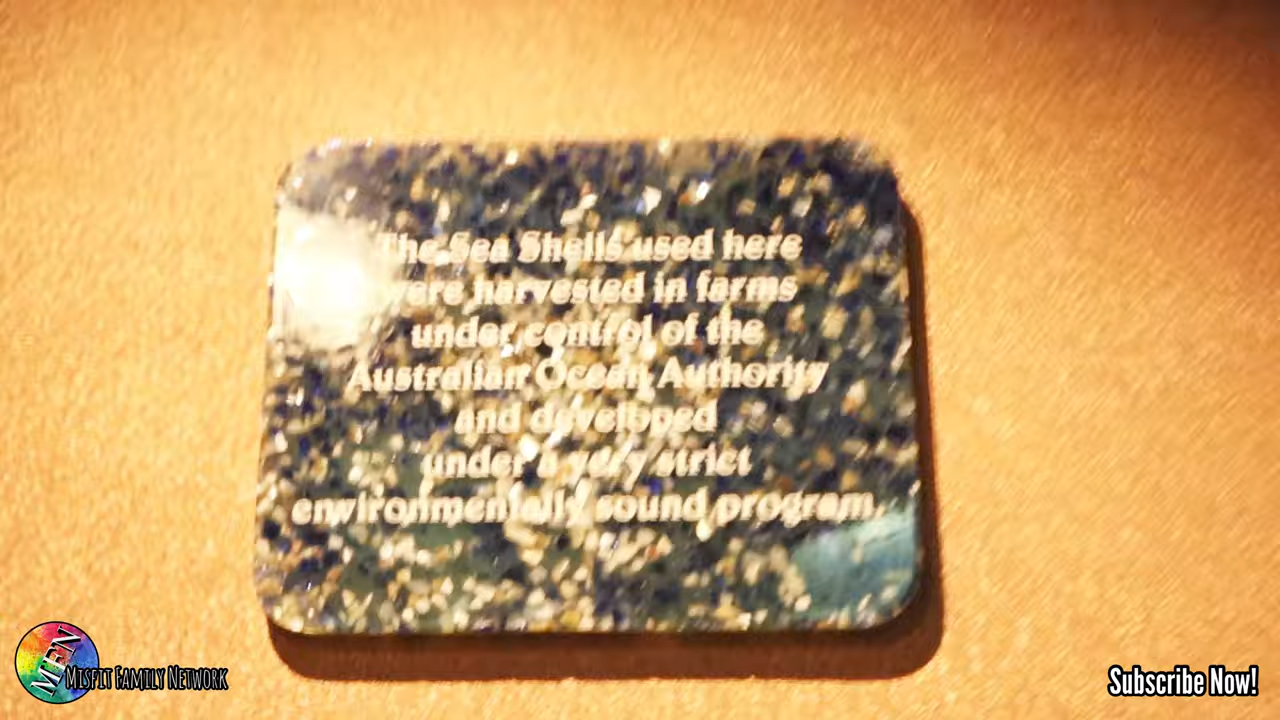 The Sea Shells used here
were harvested in farms
under control of the
Australian Ocean Authority
and developed
under a very strict
environmentally sound program.
MFN
MISFIT FAMILY NETWORK
Subscribe Now!